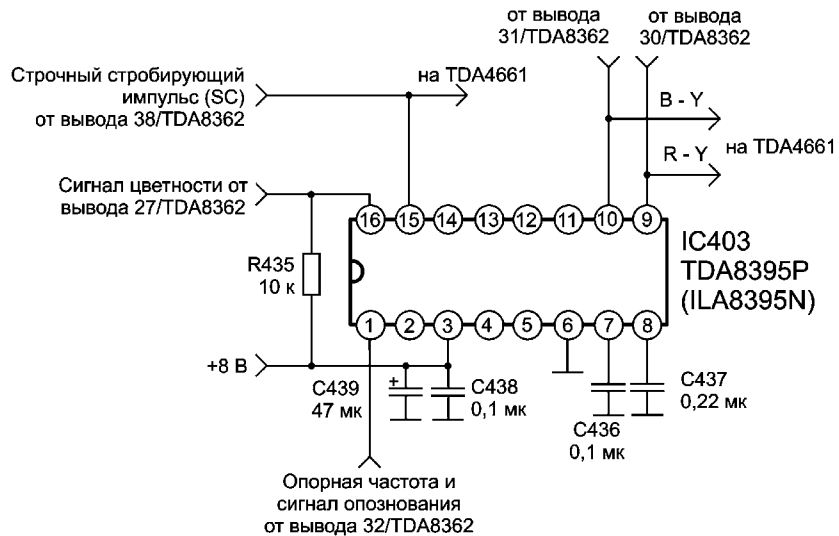 от вывода
31/TDA8362
от вывода
30/TDA8362
Строчный стробирующий
импульс (SC)
от вывода 38/TDA8362
на TDA4661
B - Y
R - Y
на TDA4661
Сигнал цветности от
вывода 27/TDA8362
16
15
14
13
12
11
10
9
R435
10 к
IC403
TDA8395P
(ILA8395N)
1
2
3
4
5
6
7
8
+8 В
C439
47 мк
+
C438
0,1 мк
C436
0,1 мк
C437
0,22 мк
Опорная частота и
сигнал опознования
от вывода 32/TDA8362